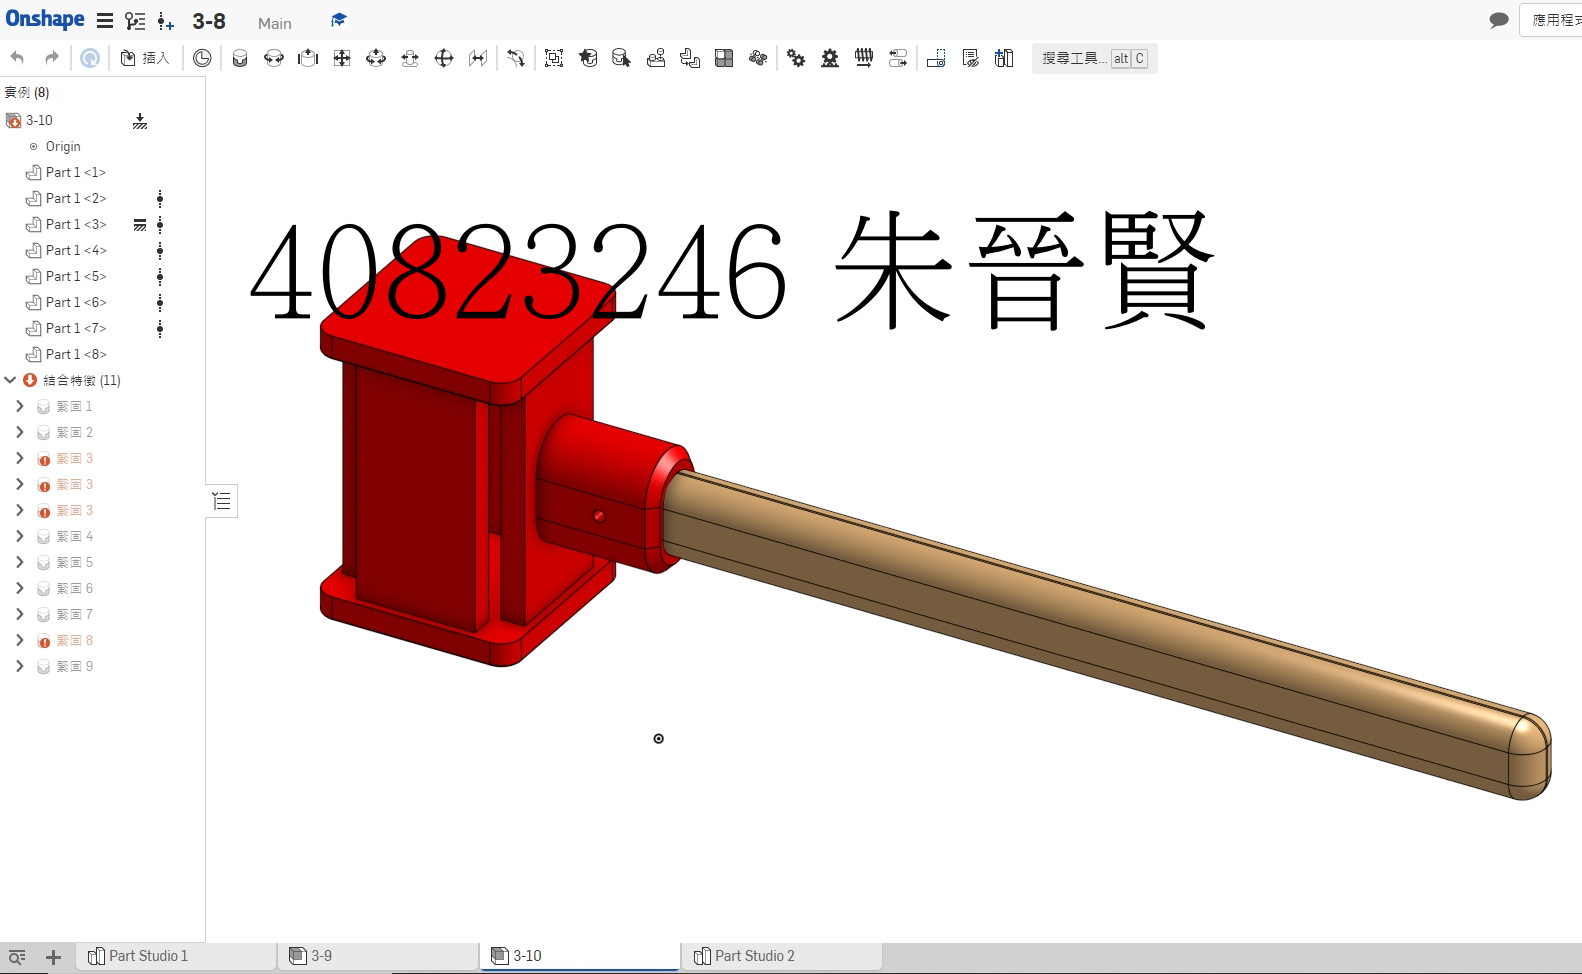 Onshape 3-8 Main 應用程式
插入 搜尋工具... alt C
實例 (8)
3-10
Origin
Part 1 <1>
Part 1 <2>
Part 1 <3>
Part 1 <4>
Part 1 <5>
Part 1 <6>
Part 1 <7>
Part 1 <8>
結合特徵 (11)
緊固 1
緊固 2
緊固 3
緊固 3
緊固 3
緊固 4
緊固 5
緊固 6
緊固 7
緊固 8
緊固 9
40823246 朱晉賢
Part Studio 1 3-9 3-10 Part Studio 2